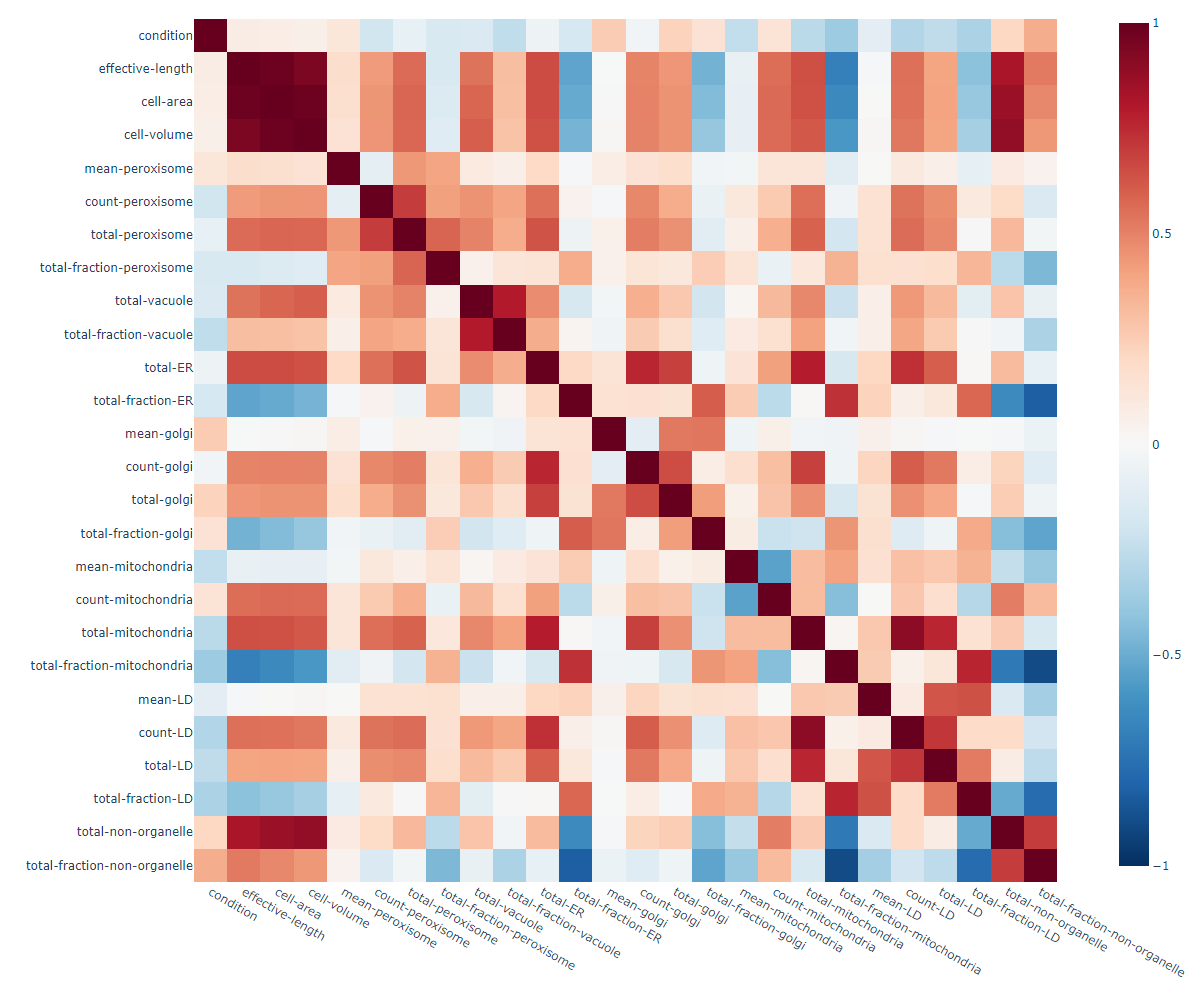 condition
effective-length
cell-area
cell-volume
mean-peroxisome
count-peroxisome
total-peroxisome
total-fraction-peroxisome
total-vacuole
total-fraction-vacuole
total-ER
total-fraction-ER
mean-golgi
count-golgi
total-golgi
total-fraction-golgi
mean-mitochondria
count-mitochondria
total-mitochondria
total-fraction-mitochondria
mean-LD
count-LD
total-LD
total-fraction-LD
total-non-organelle
total-fraction-non-organelle
condition
effective-length
cell-area
cell-volume
mean-peroxisome
count-peroxisome
total-peroxisome
total-fraction-peroxisome
total-vacuole
total-fraction-vacuole
total-ER
total-fraction-ER
mean-golgi
count-golgi
total-golgi
total-fraction-golgi
mean-mitochondria
count-mitochondria
total-mitochondria
total-fraction-mitochondria
mean-LD
count-LD
total-LD
total-fraction-LD
total-non-organelle
total-fraction-non-organelle
1
0.5
0
−0.5
−1